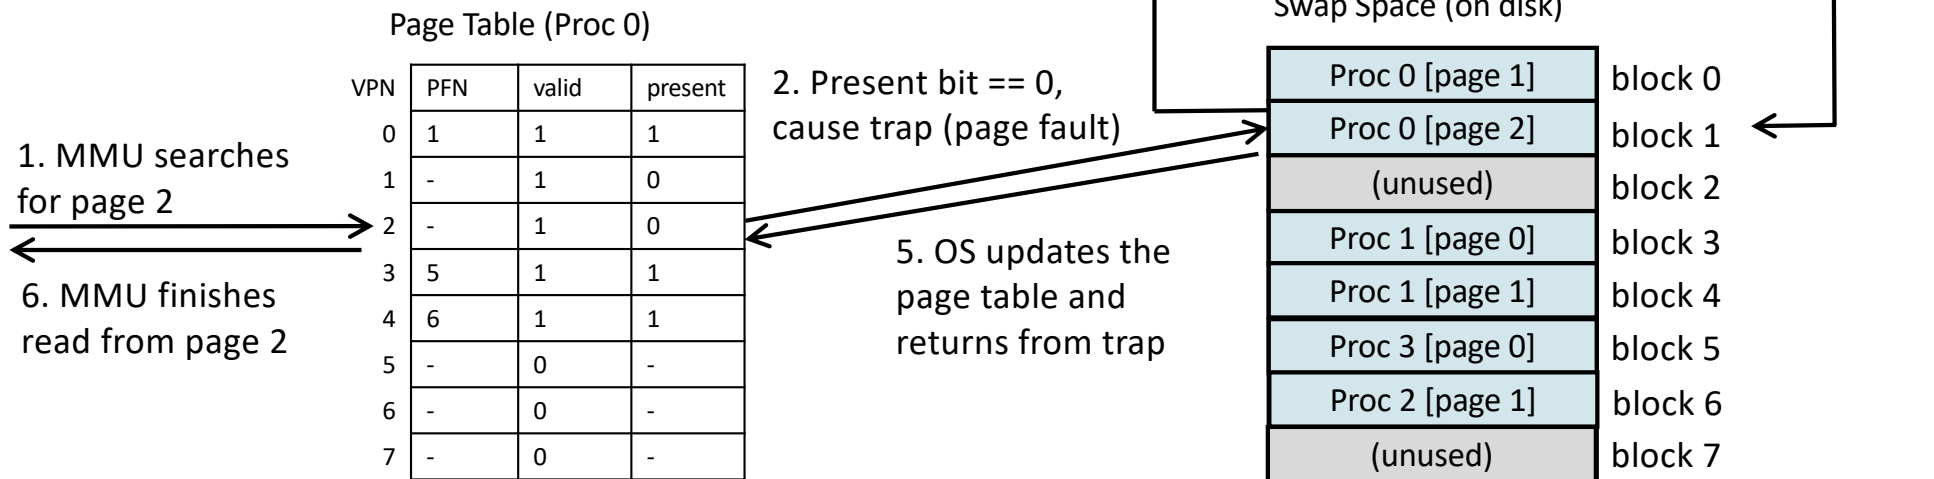 Page Table (Proc 0)
VPN PFN valid present
0 1 1 1
1 - 1 0
2 - 1 0
3 5 1 1
4 6 1 1
5 - 0 -
6 - 0 -
7 - 0 -
1. MMU searches
for page 2
6. MMU finishes
read from page 2
2. Present bit == 0,
cause trap (page fault)
5. OS updates the
page table and
returns from trap
Swap Space (on disk)
Proc 0 [page 1] block 0
Proc 0 [page 2] block 1
(unused) block 2
Proc 1 [page 0] block 3
Proc 1 [page 1] block 4
Proc 3 [page 0] block 5
Proc 2 [page 1] block 6
(unused) block 7